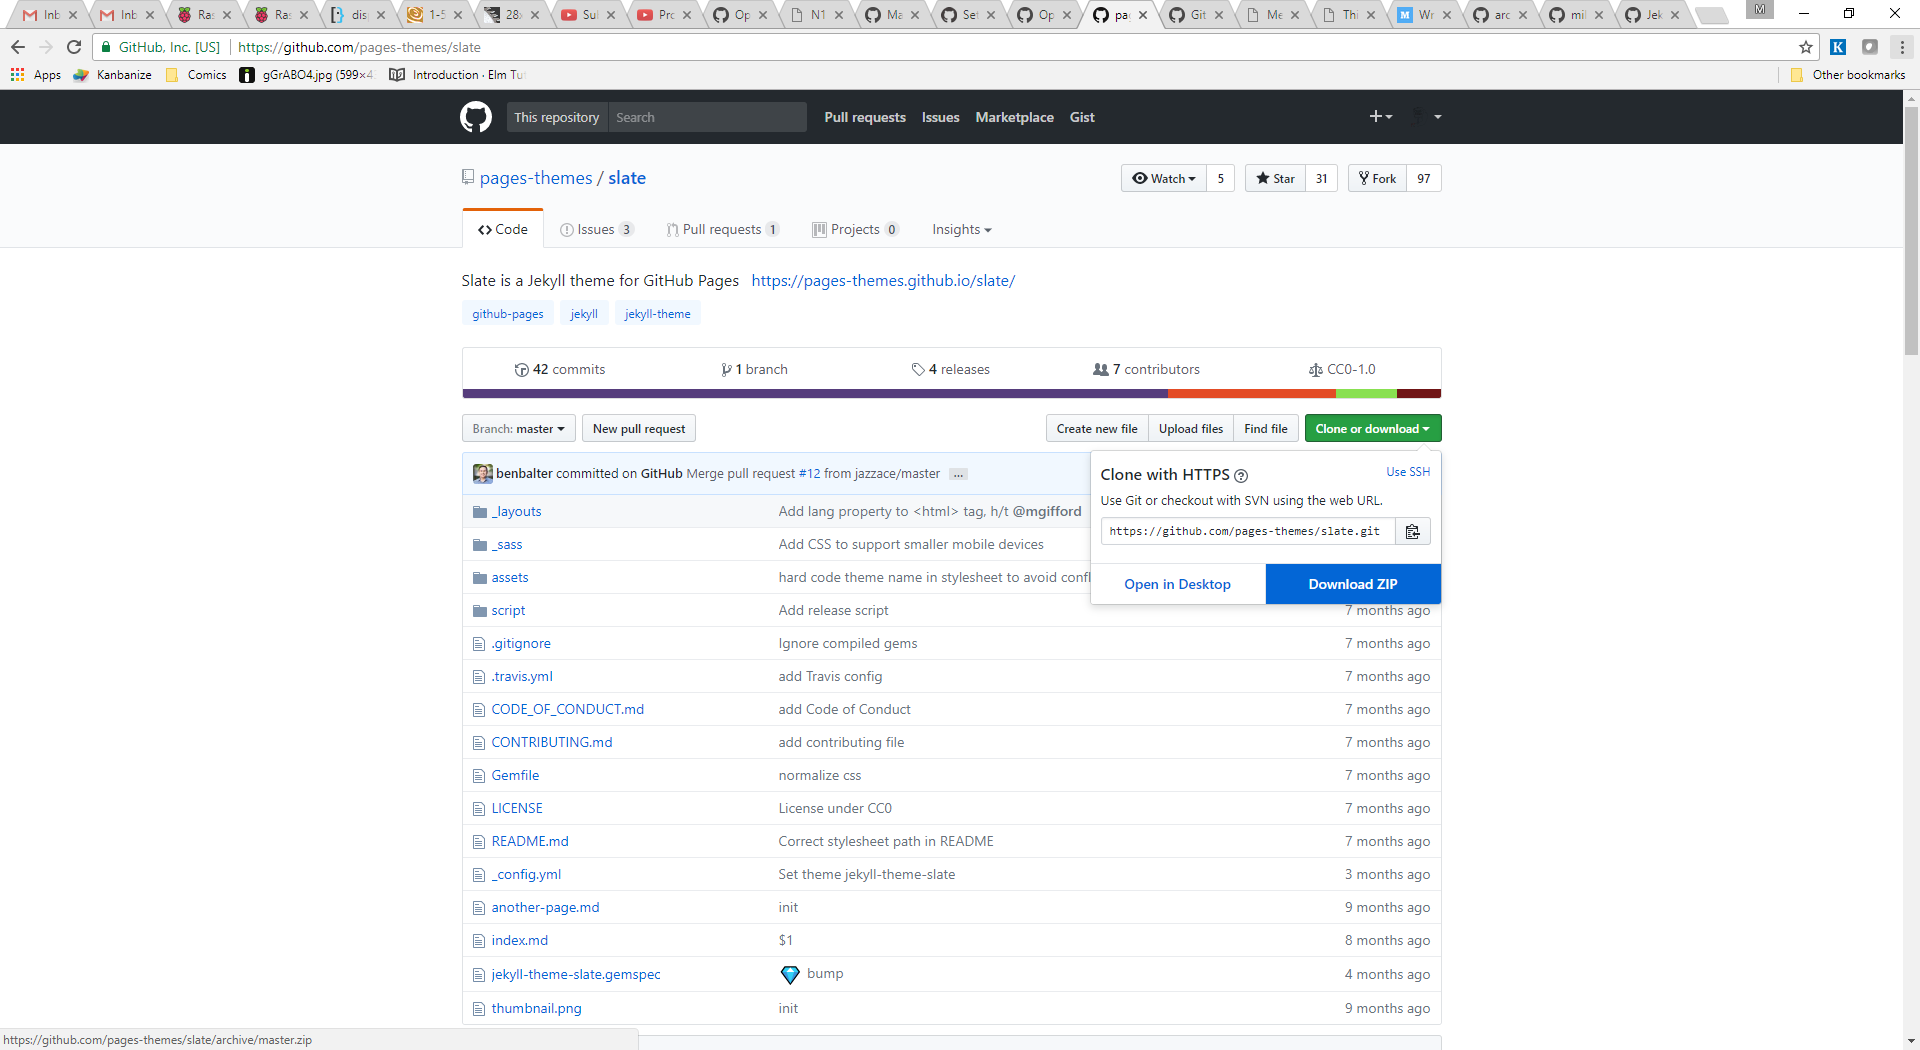 Inb Inb Ras Ras disp 1-5 28x Sul Pro Op N1 Ma Set Op pag Git Me Thi Wr arc mil Jek M
GitHub, Inc. [US] https://github.com/pages-themes/slate
Apps Kanbanize Comics gGrABO4.jpg (599×4 Introduction · Elm Tu Other bookmarks
This repository Search Pull requests Issues Marketplace Gist
pages-themes / slate Watch 5 Star 31 Fork 97
Code Issues 3 Pull requests 1 Projects 0 Insights
Slate is a Jekyll theme for GitHub Pages https://pages-themes.github.io/slate/
github-pages jekyll jekyll-theme
42 commits 1 branch 4 releases 7 contributors CC0-1.0
Branch: master New pull request Create new file Upload files Find file Clone or download
benbalter committed on GitHub Merge pull request #12 from jazzace/master ...
Clone with HTTPS Use SSH
Use Git or checkout with SVN using the web URL.
https://github.com/pages-themes/slate.git
Open in Desktop Download ZIP
_layouts Add lang property to <html> tag, h/t @mgifford
_sass Add CSS to support smaller mobile devices
assets hard code theme name in stylesheet to avoid confl
script Add release script 7 months ago
.gitignore Ignore compiled gems 7 months ago
.travis.yml add Travis config 7 months ago
CODE_OF_CONDUCT.md add Code of Conduct 7 months ago
CONTRIBUTING.md add contributing file 7 months ago
Gemfile normalize css 7 months ago
LICENSE License under CC0 7 months ago
README.md Correct stylesheet path in README 7 months ago
_config.yml Set theme jekyll-theme-slate 3 months ago
another-page.md init 9 months ago
index.md $1 8 months ago
jekyll-theme-slate.gemspec bump 4 months ago
thumbnail.png init 9 months ago
https://github.com/pages-themes/slate/archive/master.zip